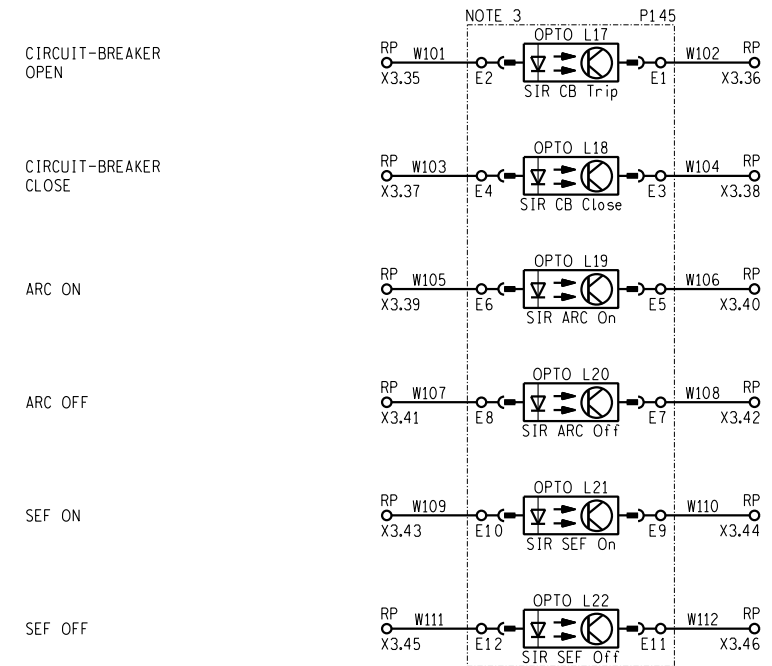 NOTE 3 P145
OPTO L17
CIRCUIT-BREAKER
OPEN
RP W101 W102 RP
X3.35 E2 E1 X3.36
SIR CB Trip
OPTO L18
CIRCUIT-BREAKER
CLOSE
RP W103 W104 RP
X3.37 E4 E3 X3.38
SIR CB Close
OPTO L19
ARC ON
RP W105 W106 RP
X3.39 E6 E5 X3.40
SIR ARC On
OPTO L20
ARC OFF
RP W107 W108 RP
X3.41 E8 E7 X3.42
SIR ARC Off
OPTO L21
SEF ON
RP W109 W110 RP
X3.43 E10 E9 X3.44
SIR SEF On
OPTO L22
SEF OFF
RP W111 W112 RP
X3.45 E12 E11 X3.46
SIR SEF Off